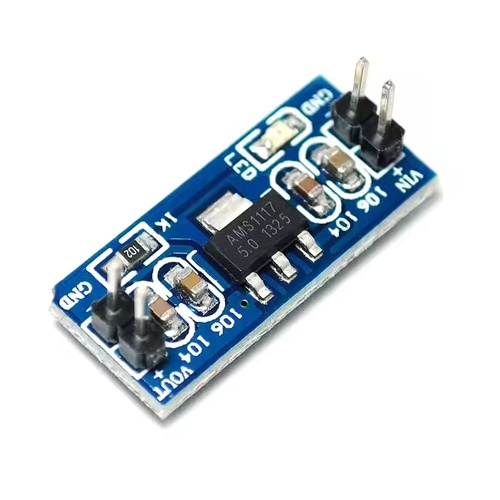 GND
LED
VIN
+
106
104
AMS1117
5.0 1325
1K
102
GND
106
104
+
VOUT